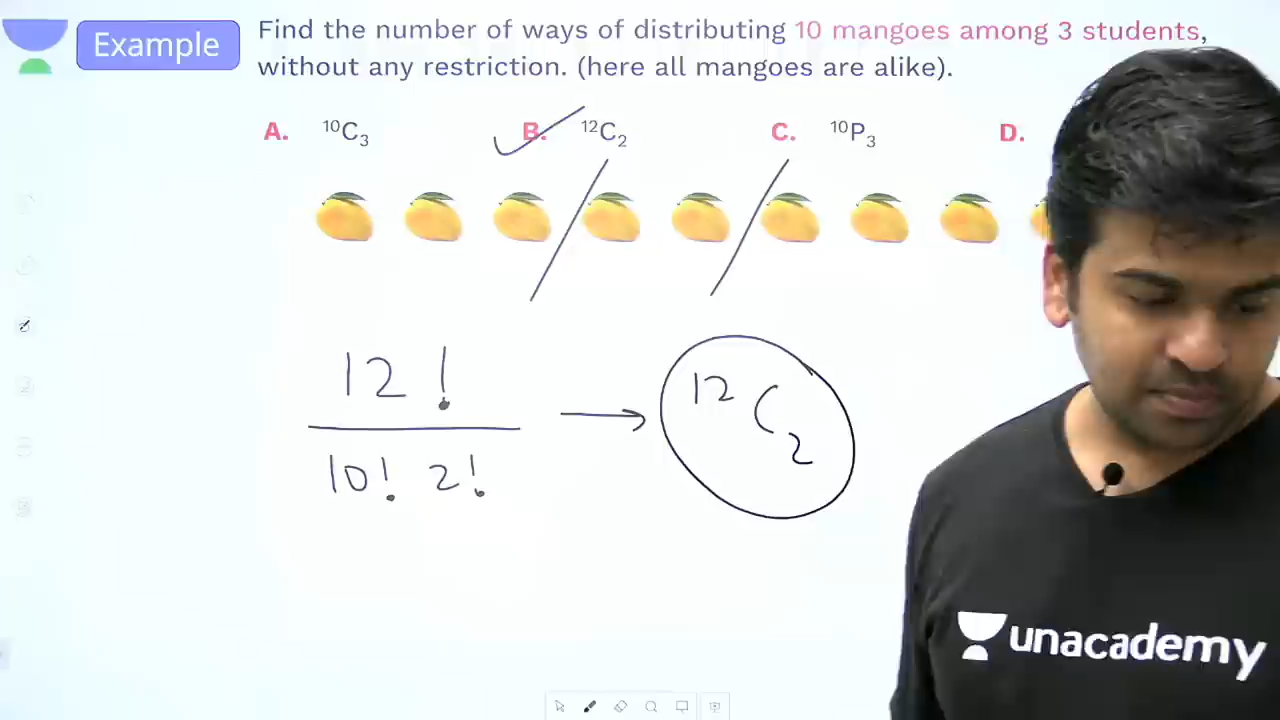 Example
Find the number of ways of distributing 10 mangoes among 3 students,
without any restriction. (here all mangoes are alike).
A. ¹⁰C₃ B. ¹²C₂ C. ¹⁰P₃ D.
12!
10! 2!
→ ¹²C₂
unacademy